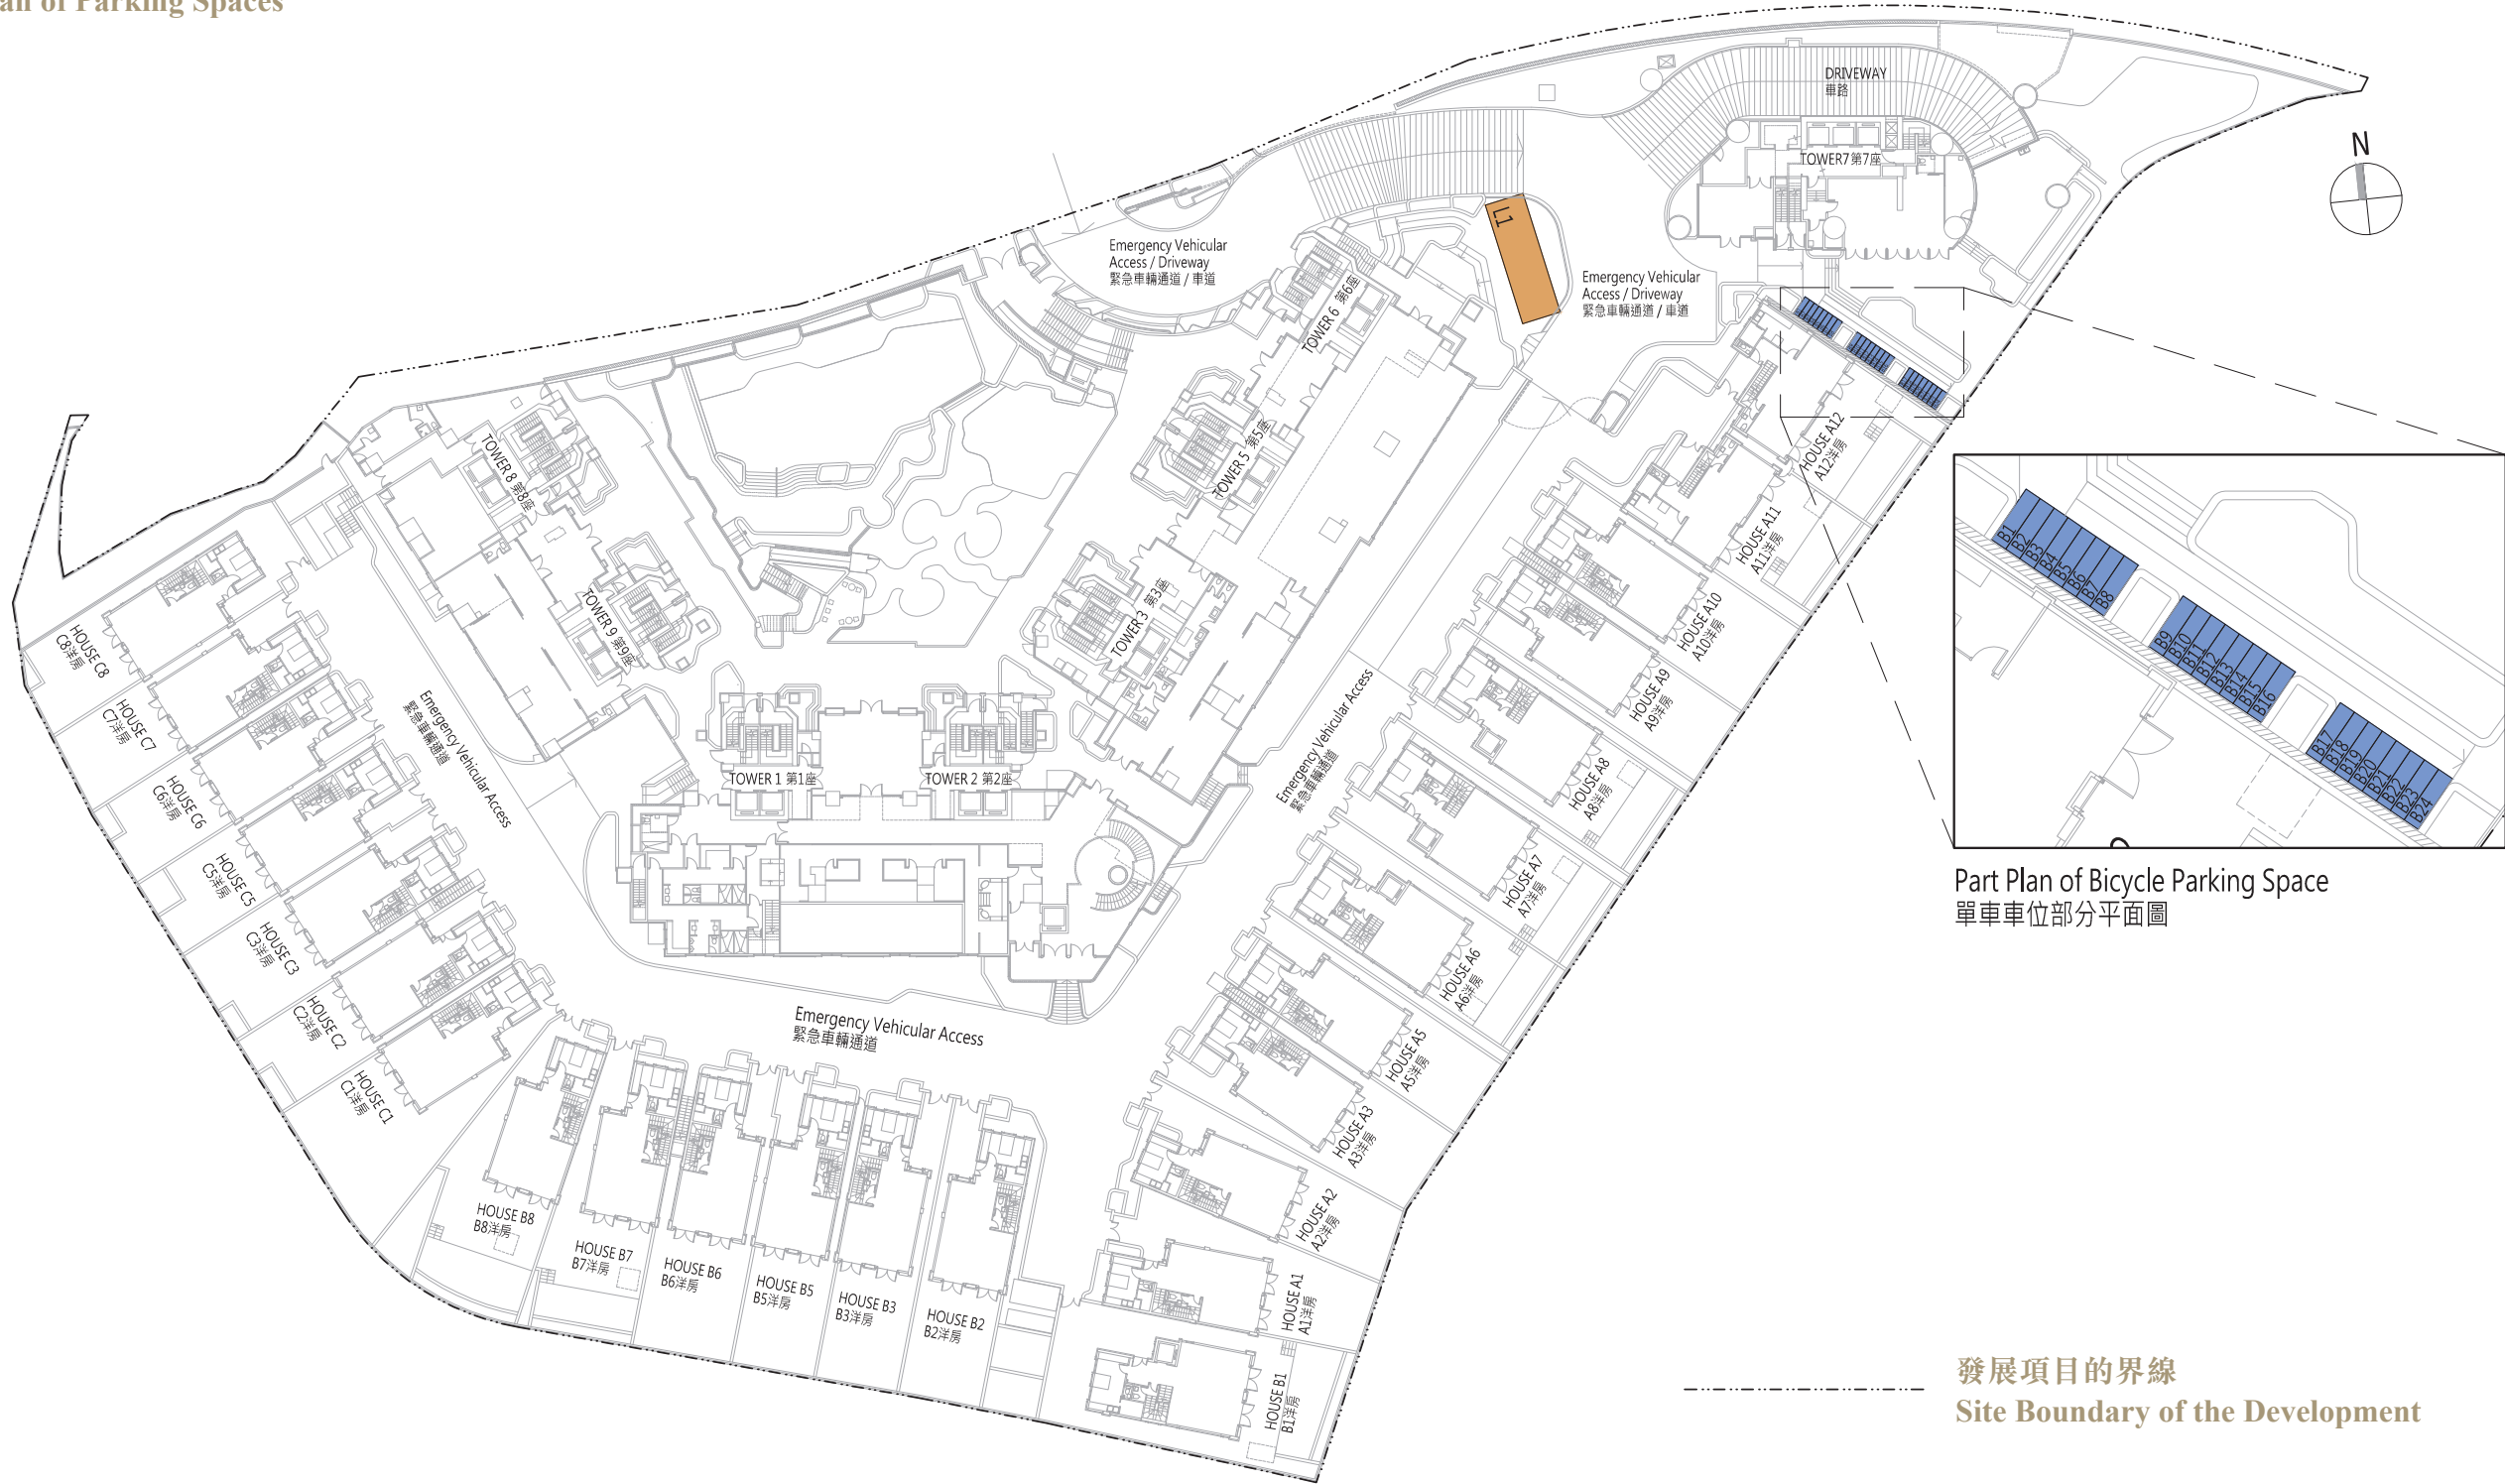 an of Parking Spaces
DRIVEWAY
車路
TOWER7 第7座
N
L1
Emergency Vehicular
Access / Driveway
緊急車輛通道 / 車道
Emergency Vehicular
Access / Driveway
緊急車輛通道 / 車道
TOWER 6 第6座
TOWER 5 第5座
TOWER 3 第3座
TOWER 8 第8座
TOWER 9 第9座
TOWER 1 第1座
TOWER 2 第2座
HOUSE A12
A12洋房
HOUSE A11
A11洋房
HOUSE A10
A10洋房
HOUSE A9
A9洋房
HOUSE A8
A8洋房
HOUSE A7
A7洋房
HOUSE A6
A6洋房
HOUSE A5
A5洋房
HOUSE A3
A3洋房
HOUSE A2
A2洋房
HOUSE A1
A1洋房
HOUSE B1
B1洋房
Emergency Vehicular Access
緊急車輛通道
HOUSE C8
C8洋房
HOUSE C7
C7洋房
HOUSE C6
C6洋房
HOUSE C5
C5洋房
HOUSE C3
C3洋房
HOUSE C2
C2洋房
HOUSE C1
C1洋房
Emergency Vehicular Access
緊急車輛通道
Emergency Vehicular Access
緊急車輛通道
HOUSE B8
B8洋房
HOUSE B7
B7洋房
HOUSE B6
B6洋房
HOUSE B5
B5洋房
HOUSE B3
B3洋房
HOUSE B2
B2洋房
B1
B2
B3
B4
B5
B6
B7
B8
B9
B10
B11
B12
B13
B14
B15
B16
B17
B18
B19
B20
B21
B22
B23
B24
Part Plan of Bicycle Parking Space
單車車位部分平面圖
發展項目的界線
Site Boundary of the Development